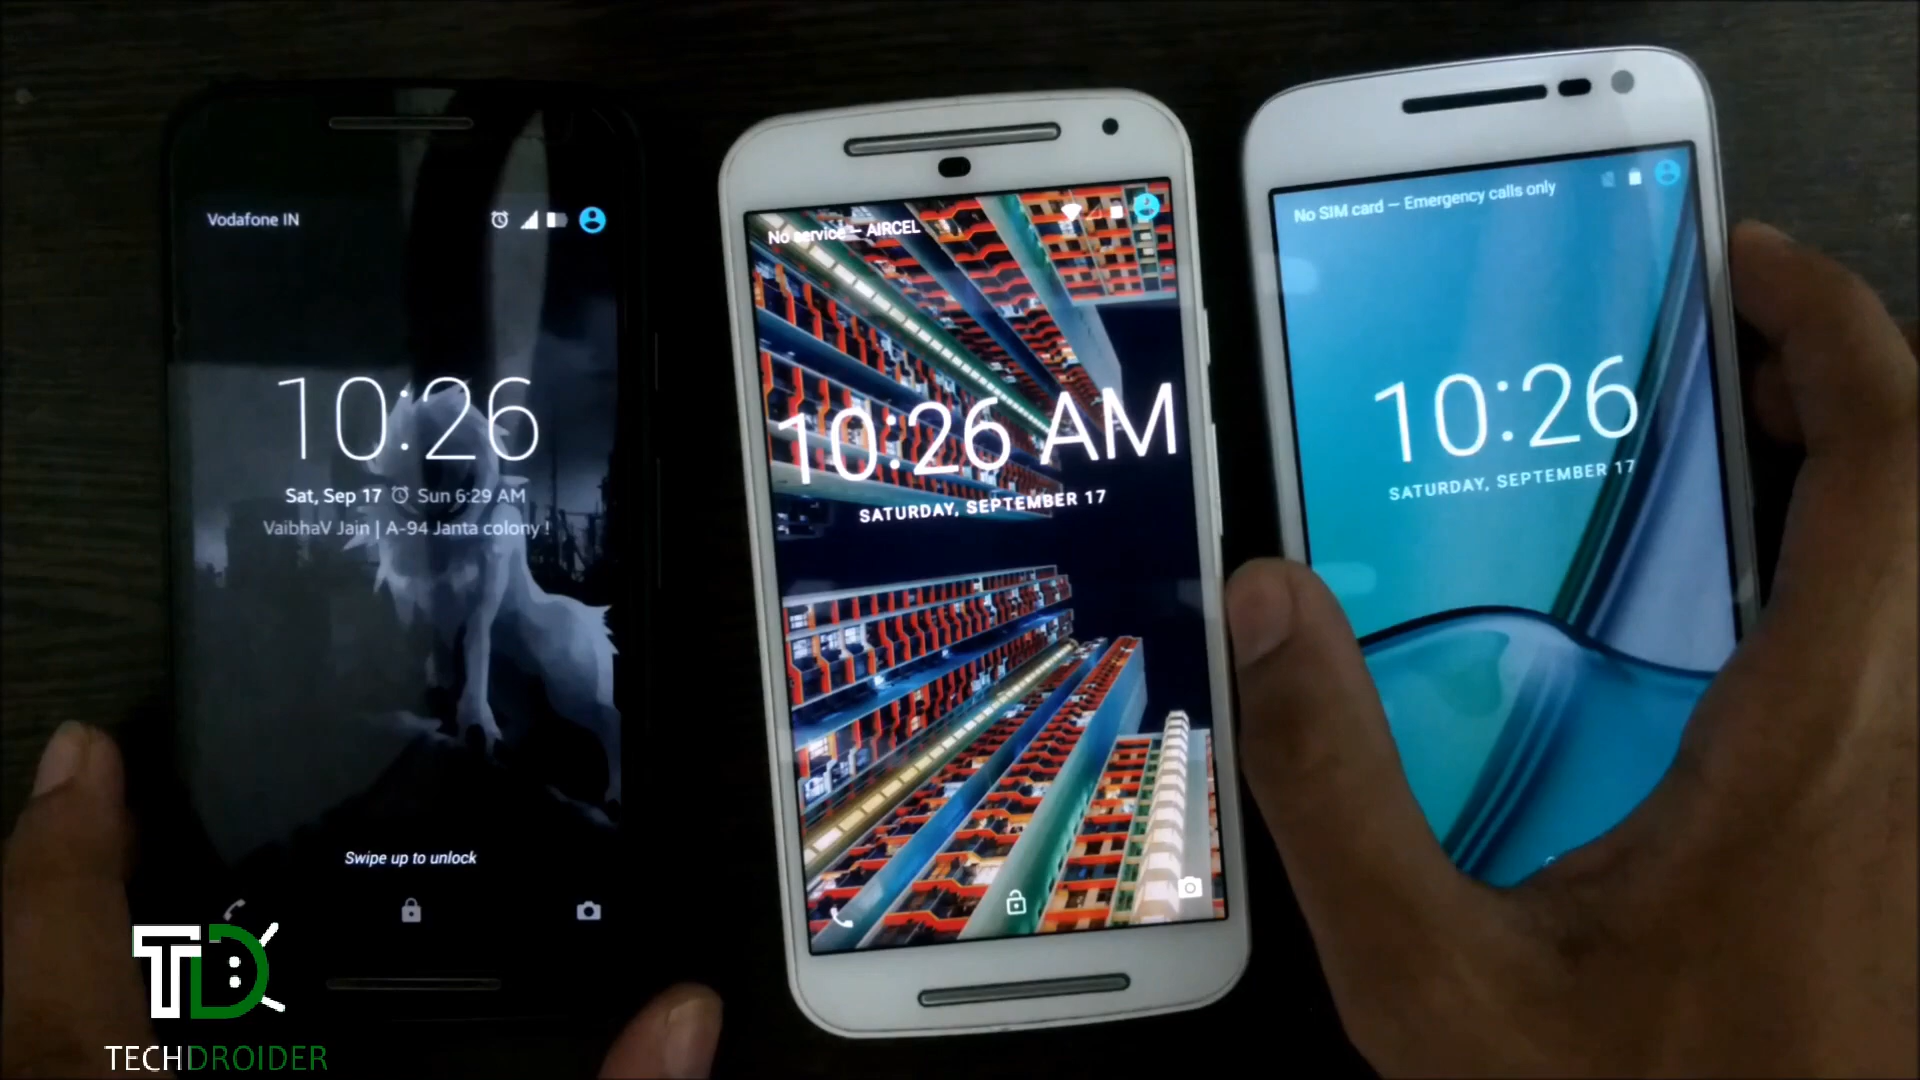 Vodafone IN
10:26
Sat, Sep 17 Sun 6:29 AM
VaibhaV Jain | A-94 Janta colony !
Swipe up to unlock
No service — AIRCEL
10:26 AM
SATURDAY, SEPTEMBER 17
No SIM card — Emergency calls only
10:26
SATURDAY, SEPTEMBER 17
TD
TECHDROIDER